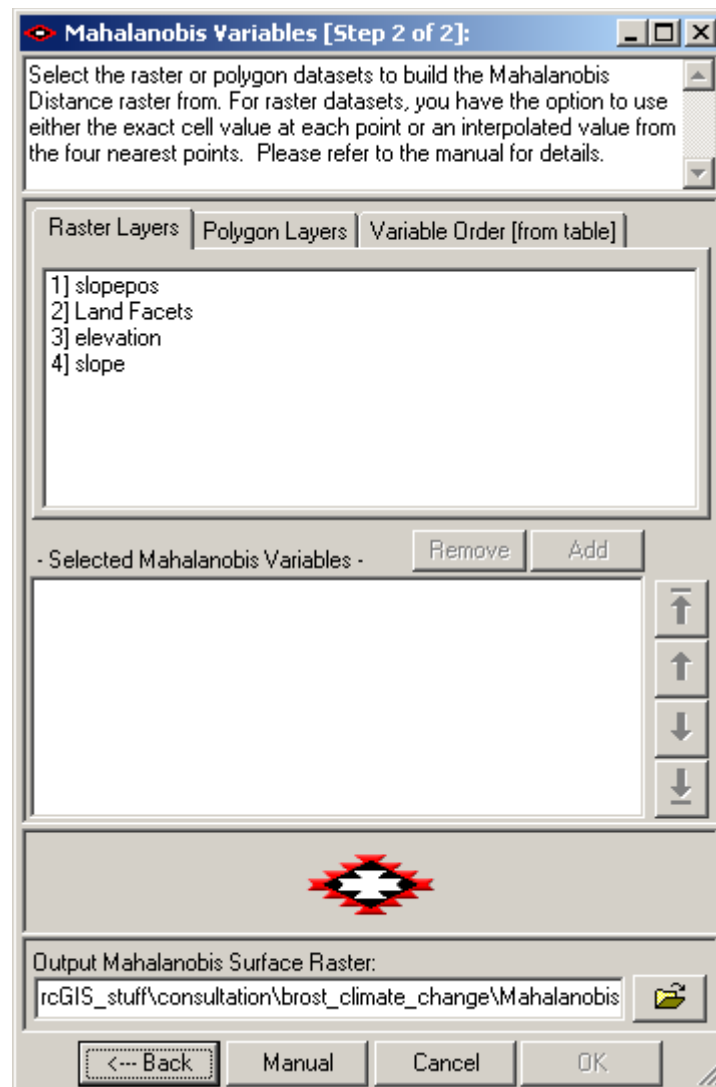 Mahalanobis Variables [Step 2 of 2]:
Select the raster or polygon datasets to build the Mahalanobis
Distance raster from. For raster datasets, you have the option to use
either the exact cell value at each point or an interpolated value from
the four nearest points.  Please refer to the manual for details.
Raster Layers Polygon Layers Variable Order [from table]
1] slopepos
2] Land Facets
3] elevation
4] slope
- Selected Mahalanobis Variables - Remove Add
Output Mahalanobis Surface Raster:
rcGIS_stuff\consultation\brost_climate_change\Mahalanobis
<--- Back Manual Cancel OK